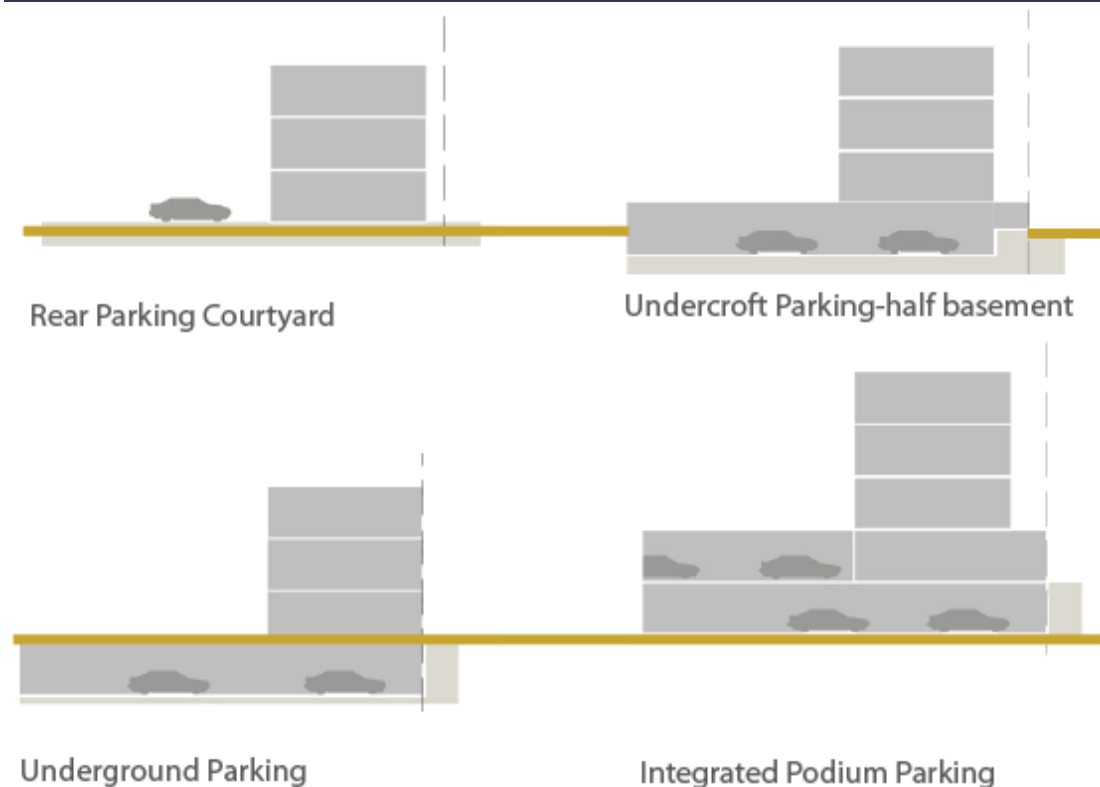 Rear Parking Courtyard
Undercroft Parking-half basement
Underground Parking
Integrated Podium Parking